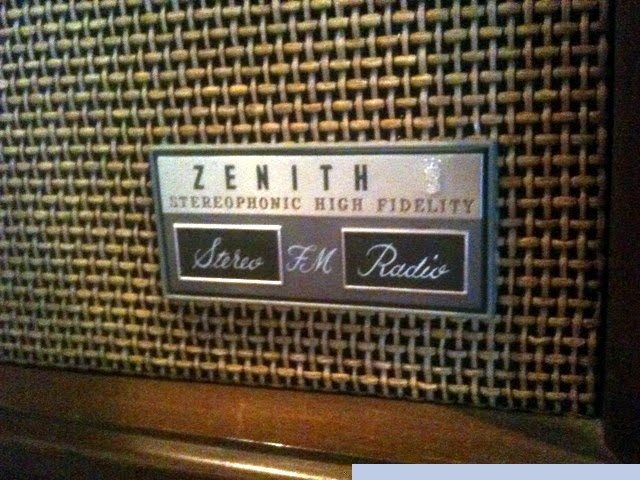 ZENITH
STEREOPHONIC HIGH FIDELITY
Stereo FM Radio